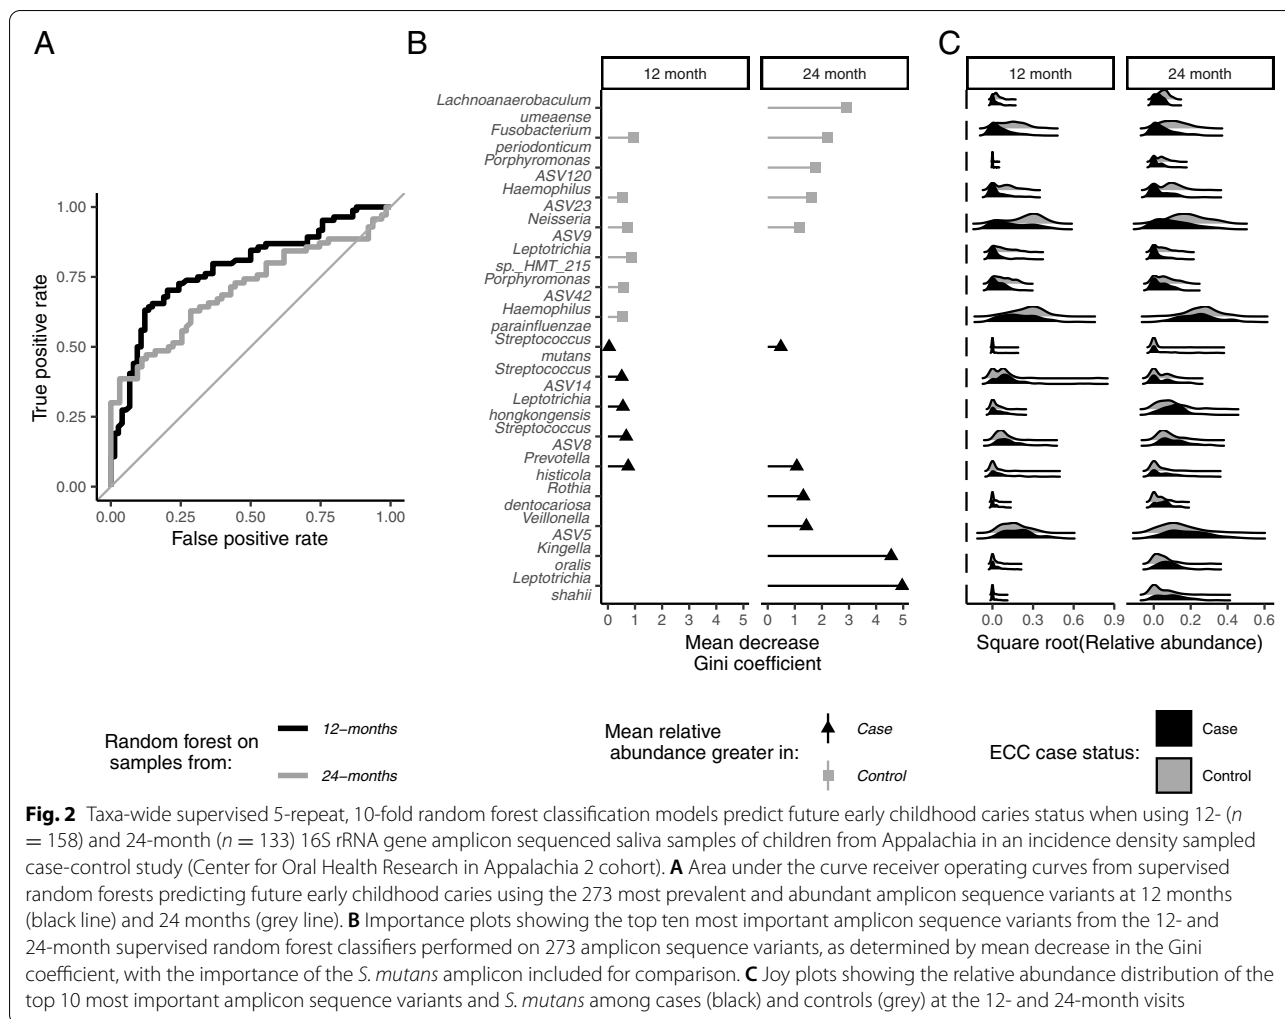 A
B
C
12 month
24 month
12 month
24 month
Lachnoanaerobaculum
umeaense
Fusobacterium
periodonticum
Porphyromonas
ASV120
Haemophilus
ASV23
Neisseria
ASV9
Leptotrichia
sp._HMT_215
Porphyromonas
ASV42
Haemophilus
parainfluenzae
Streptococcus
mutans
Streptococcus
ASV14
Leptotrichia
hongkongensis
Streptococcus
ASV8
Prevotella
histicola
Rothia
dentocariosa
Veillonella
ASV5
Kingella
oralis
Leptotrichia
shahii
True positive rate
1.00
0.75
0.50
0.25
0.00
0.00 0.25 0.50 0.75 1.00
False positive rate
0 1 2 3 4 5
0 1 2 3 4 5
Mean decrease
Gini coefficient
0.0 0.3 0.6 0.9
0.0 0.2 0.4 0.6
Square root(Relative abundance)
Random forest on
samples from:
12−months
24−months
Mean relative
abundance greater in:
Case
Control
ECC case status:
Case
Control
Fig. 2 Taxa-wide supervised 5-repeat, 10-fold random forest classification models predict future early childhood caries status when using 12- (n
= 158) and 24-month (n = 133) 16S rRNA gene amplicon sequenced saliva samples of children from Appalachia in an incidence density sampled
case-control study (Center for Oral Health Research in Appalachia 2 cohort). A Area under the curve receiver operating curves from supervised
random forests predicting future early childhood caries using the 273 most prevalent and abundant amplicon sequence variants at 12 months
(black line) and 24 months (grey line). B Importance plots showing the top ten most important amplicon sequence variants from the 12- and
24-month supervised random forest classifiers performed on 273 amplicon sequence variants, as determined by mean decrease in the Gini
coefficient, with the importance of the S. mutans amplicon included for comparison. C Joy plots showing the relative abundance distribution of the
top 10 most important amplicon sequence variants and S. mutans among cases (black) and controls (grey) at the 12- and 24-month visits